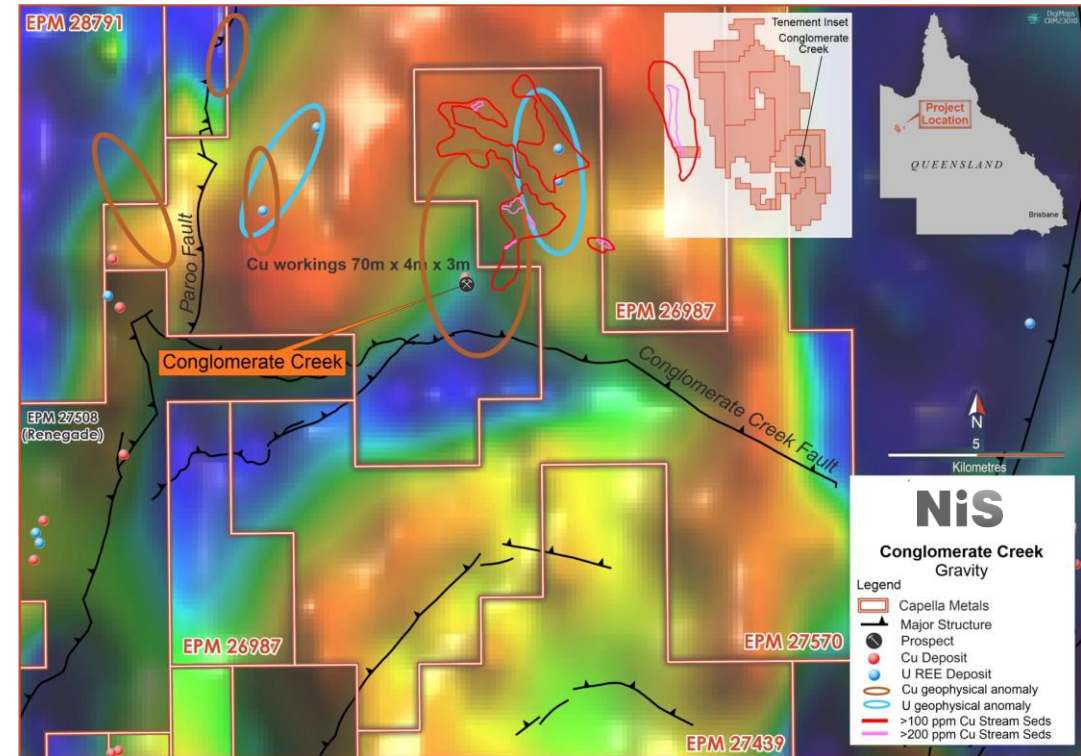 EPM 28791
DigiMaps
CRM23010
Tenement Inset
Conglomerate
Creek
Project
Location
QUEENSLAND
Brisbane
Paroo Fault
Cu workings 70m x 4m x 3m
EPM 26987
Conglomerate Creek
Conglomerate Creek Fault
EPM 27508
(Renegade)
N
5
Kilometres
NiS
Conglomerate Creek
Gravity
Legend
Capella Metals
Major Structure
Prospect
Cu Deposit
U REE Deposit
Cu geophysical anomaly
U geophysical anomaly
>100 ppm Cu Stream Seds
>200 ppm Cu Stream Seds
EPM 26987
EPM 27570
EPM 27439